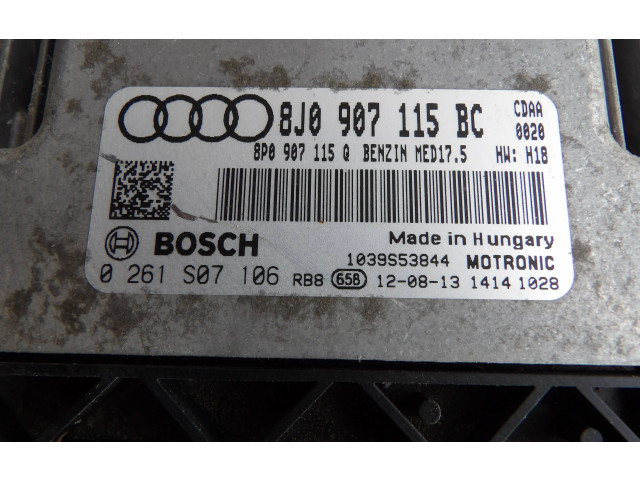 8J0 907 115 BC CDAA
0020
8P0 907 115 Q BENZIN MED17.5 HW: H18
BOSCH Made in Hungary
1039S53844 MOTRONIC
0 261 S07 106 RB8 658 12-08-13 1414 1028